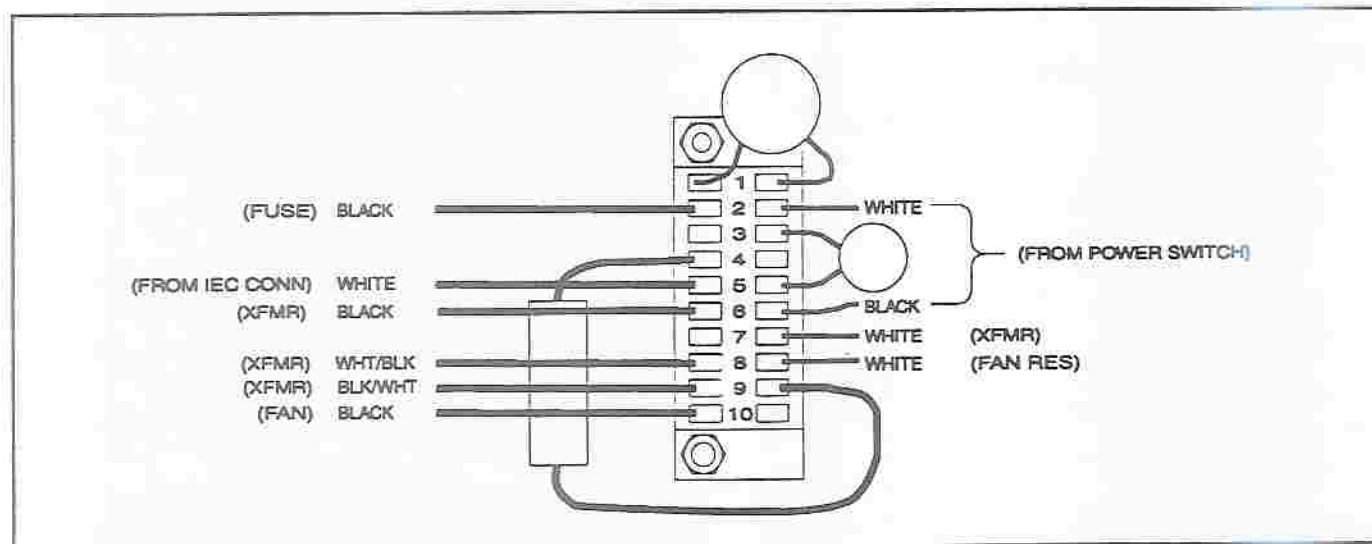 1
(FUSE) BLACK 2 WHITE
3
4 (FROM POWER SWITCH)
(FROM IEC CONN) WHITE 5
(XFMR) BLACK 6 BLACK
7 WHITE (XFMR)
(XFMR) WHT/BLK 8 WHITE (FAN RES)
(XFMR) BLK/WHT 9
(FAN) BLACK 10